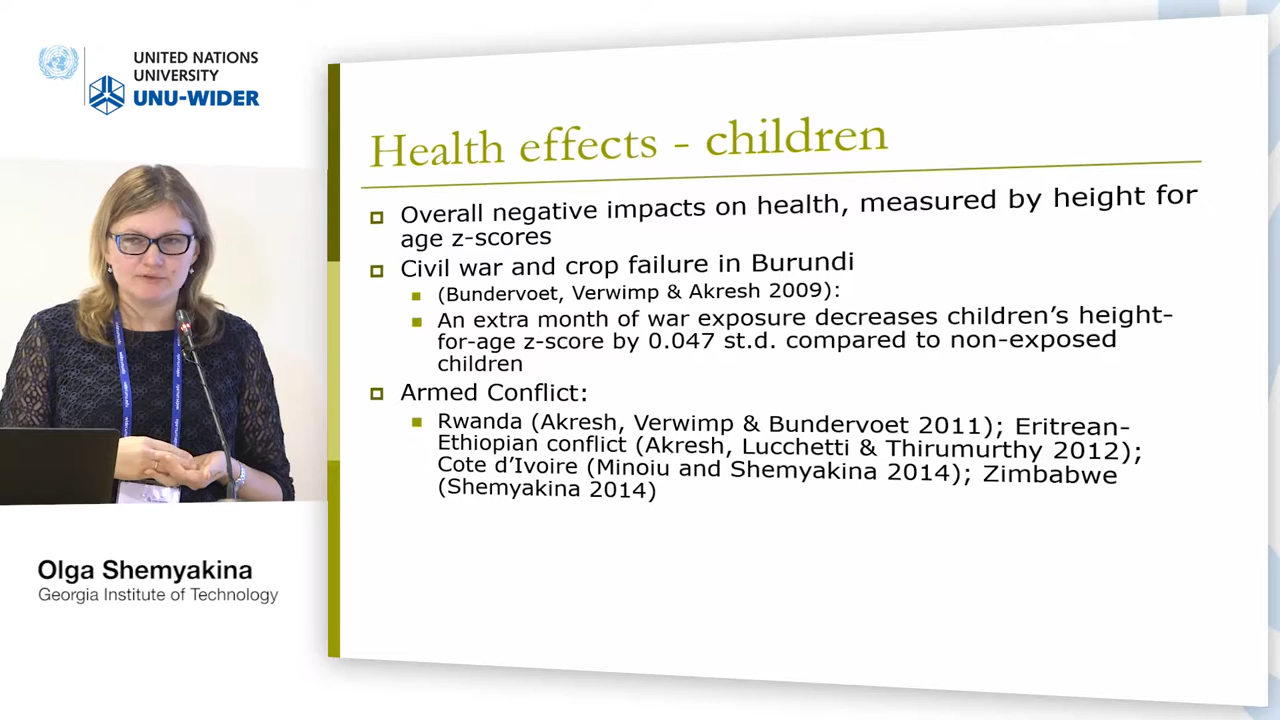 UNITED NATIONS
UNIVERSITY
UNU-WIDER
Health effects - children
Overall negative impacts on health, measured by height for
age z-scores
Civil war and crop failure in Burundi
(Bundervoet, Verwimp & Akresh 2009):
An extra month of war exposure decreases children’s height-
for-age z-score by 0.047 st.d. compared to non-exposed
children
Armed Conflict:
Rwanda (Akresh, Verwimp & Bundervoet 2011); Eritrean-
Ethiopian conflict (Akresh, Lucchetti & Thirumurthy 2012);
Cote d’Ivoire (Minoiu and Shemyakina 2014); Zimbabwe
(Shemyakina 2014)
Olga Shemyakina
Georgia Institute of Technology